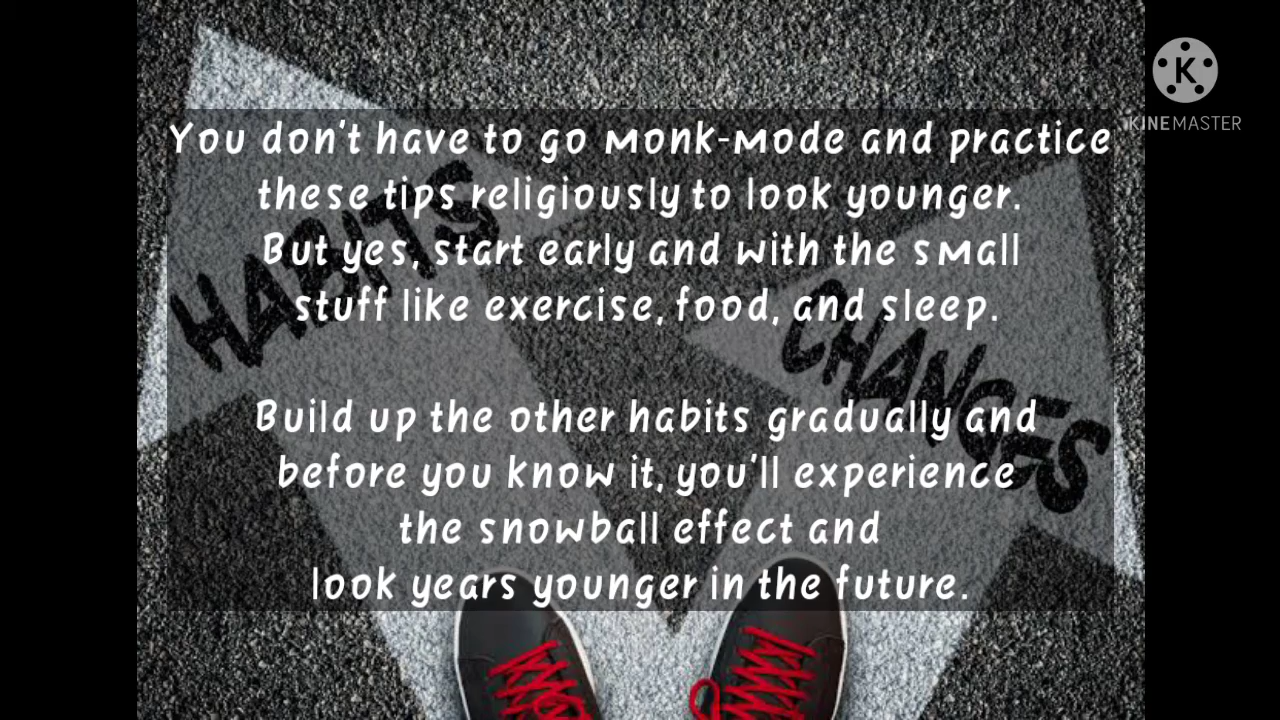 K
KINEMASTER
You don't have to go monk-mode and practice
these tips religiously to look younger.
But yes, start early and with the small
stuff like exercise, food, and sleep.
Build up the other habits gradually and
before you know it, you'll experience
the snowball effect and
look years younger in the future.
HABITS
CHANGES